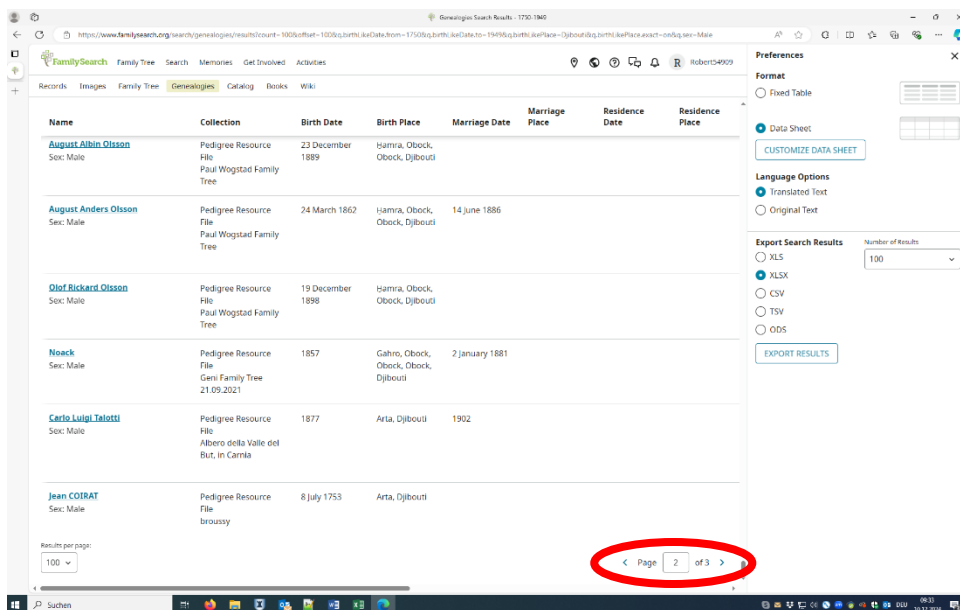 Genealogies Search Results - 1750-1949
https://www.familysearch.org/search/genealogies/results?count=100&offset=100&q.birthLikeDate.from=1750&q.birthLikeDate.to=1949&q.birthLikePlace=Djibouti&q.birthLikePlace.exact=on&q.sex=Male
FamilySearch Family Tree Search Memories Get Involved Activities R Robert54909
Records Images Family Tree Genealogies Catalog Books Wiki
Name Collection Birth Date Birth Place Marriage Date Marriage Place Residence Date Residence Place
August Albin Olsson Pedigree Resource 23 December Hamra, Obock,
Sex: Male File 1889 Obock, Djibouti
Paul Wogstad Family
Tree
August Anders Olsson Pedigree Resource 24 March 1862 Hamra, Obock, 14 June 1886
Sex: Male File Obock, Djibouti
Paul Wogstad Family
Tree
Olof Rickard Olsson Pedigree Resource 19 December Hamra, Obock,
Sex: Male File 1898 Obock, Djibouti
Paul Wogstad Family
Tree
Noack Pedigree Resource 1857 Gahro, Obock, 2 January 1881
Sex: Male File Obock, Obock,
Geni Family Tree Djibouti
21.09.2021
Carlo Luigi Talotti Pedigree Resource 1877 Arta, Djibouti 1902
Sex: Male File
Albero della Valle del
But, in Carnia
Jean COIRAT Pedigree Resource 8 July 1753 Arta, Djibouti
Sex: Male File
broussy
Results per page:
100 Page 2 of 3
Preferences
Format
Fixed Table
Data Sheet
CUSTOMIZE DATA SHEET
Language Options
Translated Text
Original Text
Export Search Results Number of Results
XLS 100
XLSX
CSV
TSV
ODS
EXPORT RESULTS
Suchen DEU 09:33